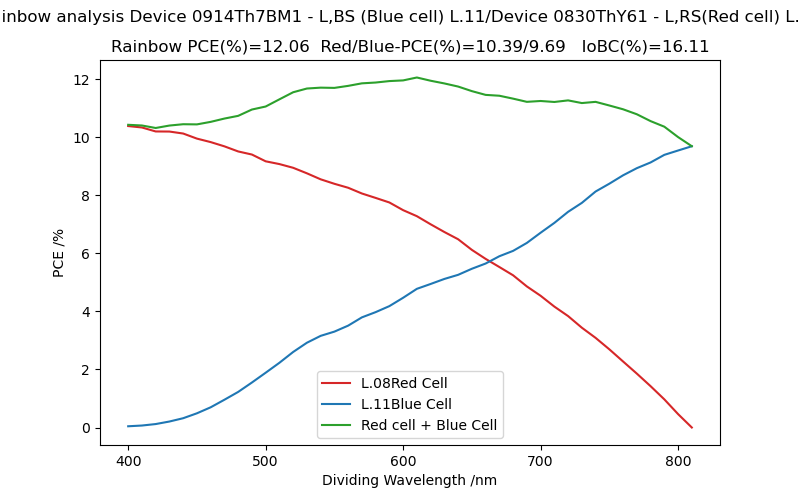 inbow analysis Device 0914Th7BM1 - L,BS (Blue cell) L.11/Device 0830ThY61 - L,RS(Red cell) L.
Rainbow PCE(%)=12.06 Red/Blue-PCE(%)=10.39/9.69 IoBC(%)=16.11
12
10
8
6
4
2
0
PCE /%
L.08Red Cell
L.11Blue Cell
Red cell + Blue Cell
400 500 600 700 800
Dividing Wavelength /nm